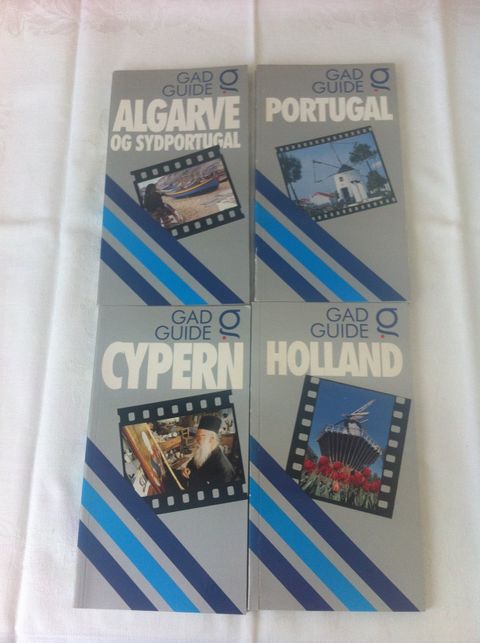 GAD
GUIDE
ALGARVE
OG SYDPORTUGAL
GAD
GUIDE
PORTUGAL
GAD
GUIDE
CYPERN
GAD
GUIDE
HOLLAND